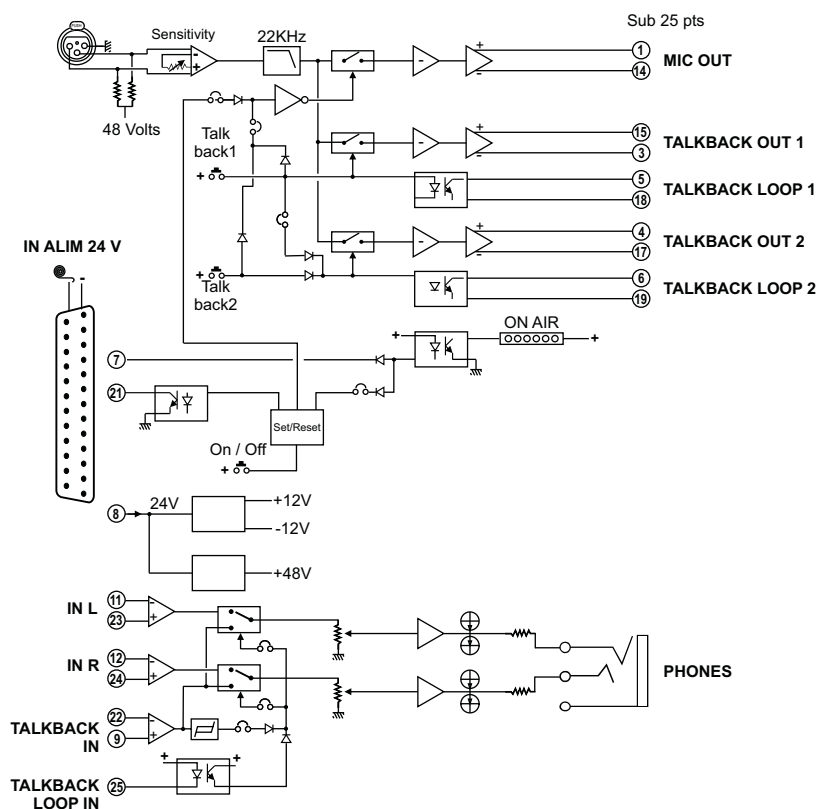 Sub 25 pts
PUSH
Sensitivity
22KHz
+
-
1
14
MIC OUT
48 Volts
Talk
back1
+
15
3
TALKBACK OUT 1
5
18
TALKBACK LOOP 1
4
17
TALKBACK OUT 2
Talk
back2
+
6
19
TALKBACK LOOP 2
IN ALIM 24 V
-
ON AIR
+
+
7
21
Set/Reset
On / Off
+
8
24V
+12V
-12V
+48V
IN L
11
23
IN R
12
24
PHONES
TALKBACK
IN
22
9
+
+
TALKBACK
LOOP IN
25